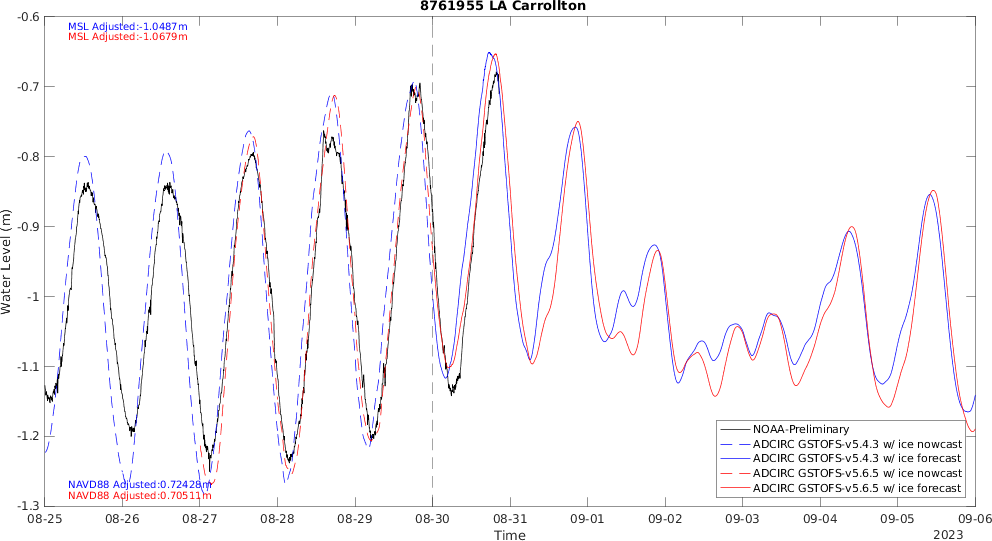 8761955 LA Carrollton
MSL Adjusted:-1.0487m
MSL Adjusted:-1.0679m
-0.6
-0.7
-0.8
-0.9
-1
-1.1
-1.2
-1.3
Water Level (m)
NOAA-Preliminary
ADCIRC GSTOFS-v5.4.3 w/ ice nowcast
ADCIRC GSTOFS-v5.4.3 w/ ice forecast
ADCIRC GSTOFS-v5.6.5 w/ ice nowcast
ADCIRC GSTOFS-v5.6.5 w/ ice forecast
NAVD88 Adjusted:0.72428m
NAVD88 Adjusted:0.70511m
08-25 08-26 08-27 08-28 08-29 08-30 08-31 09-01 09-02 09-03 09-04 09-05 09-06
Time
2023